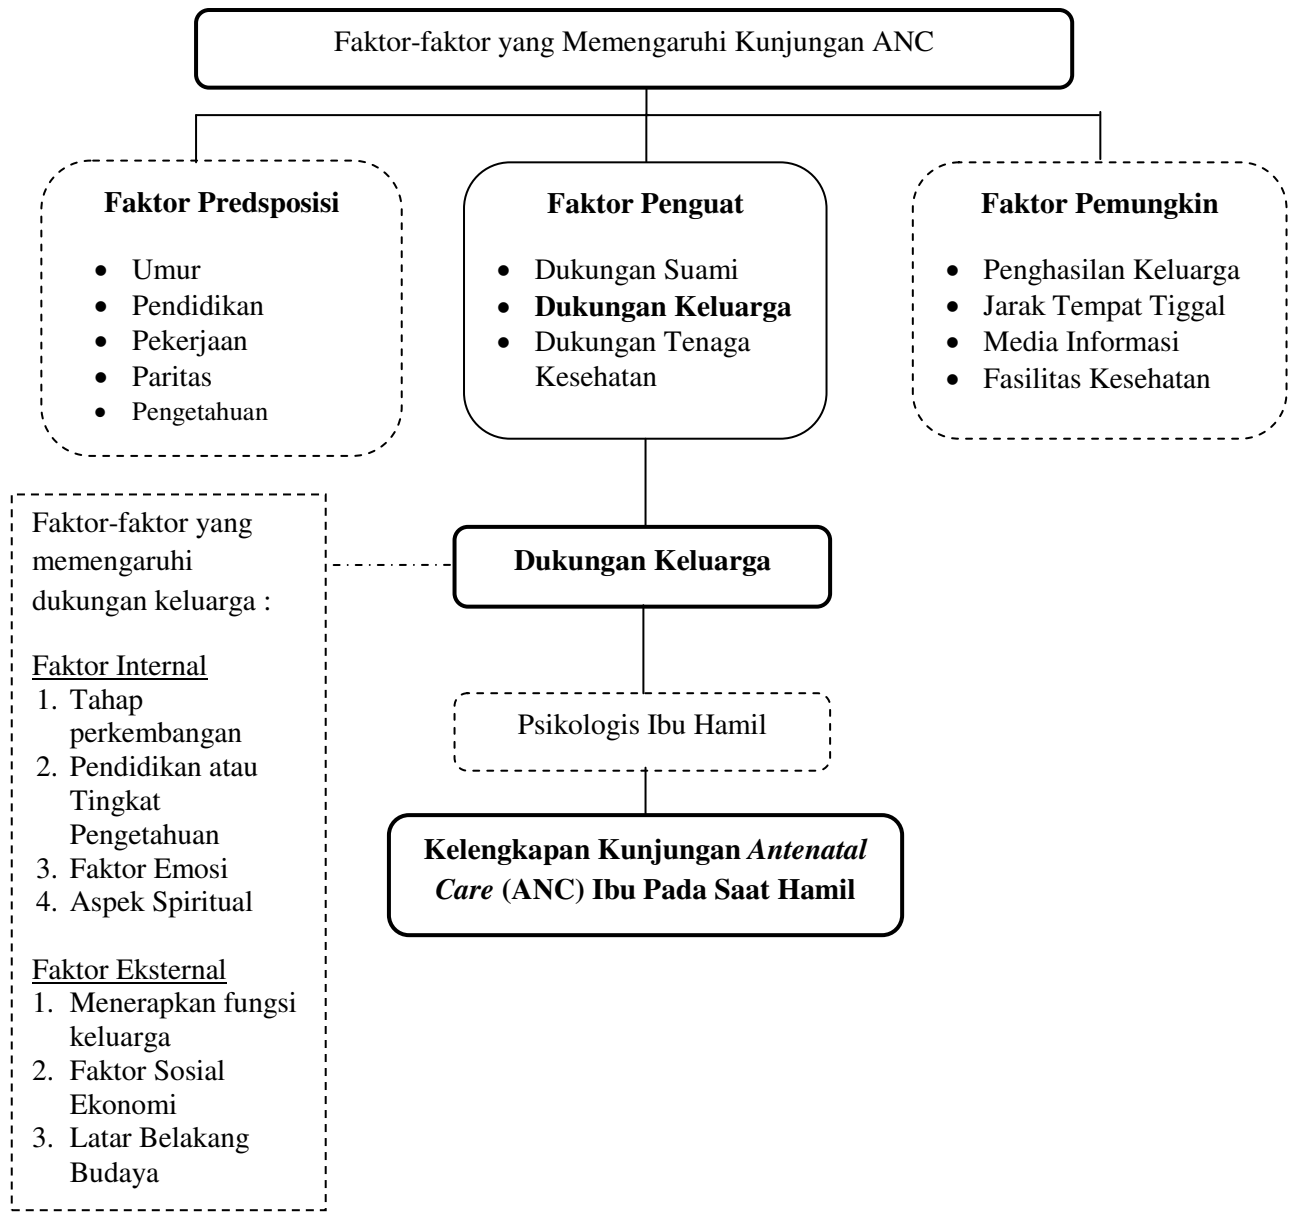 Faktor-faktor yang Memengaruhi Kunjungan ANC
Faktor Predsposisi
• Umur
• Pendidikan
• Pekerjaan
• Paritas
• Pengetahuan
Faktor Penguat
• Dukungan Suami
• Dukungan Keluarga
• Dukungan Tenaga
Kesehatan
Faktor Pemungkin
• Penghasilan Keluarga
• Jarak Tempat Tiggal
• Media Informasi
• Fasilitas Kesehatan
Faktor-faktor yang
memengaruhi
dukungan keluarga :
Faktor Internal
1. Tahap
perkembangan
2. Pendidikan atau
Tingkat
Pengetahuan
3. Faktor Emosi
4. Aspek Spiritual
Faktor Eksternal
1. Menerapkan fungsi
keluarga
2. Faktor Sosial
Ekonomi
3. Latar Belakang
Budaya
Dukungan Keluarga
Psikologis Ibu Hamil
Kelengkapan Kunjungan Antenatal
Care (ANC) Ibu Pada Saat Hamil